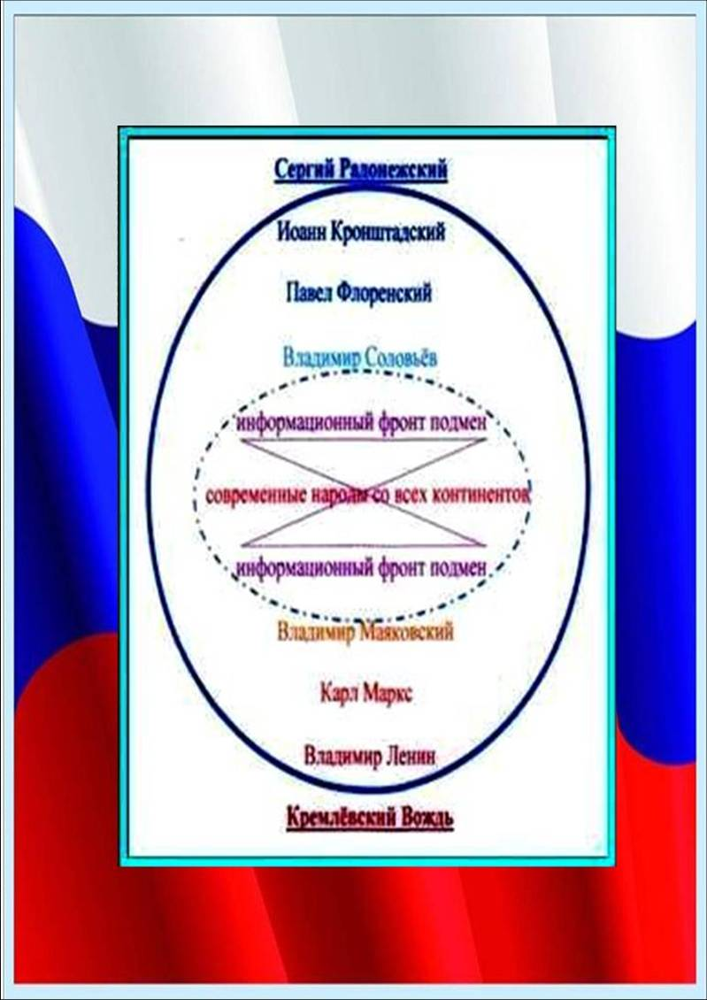 Сергий Радонежский
Иоанн Кронштадский
Павел Флоренский
Владимир Соловьёв
информационный фронт подмен
современные народы со всех континентов
информационный фронт подмен
Владимир Маяковский
Карл Маркс
Владимир Ленин
Кремлёвский Вождь